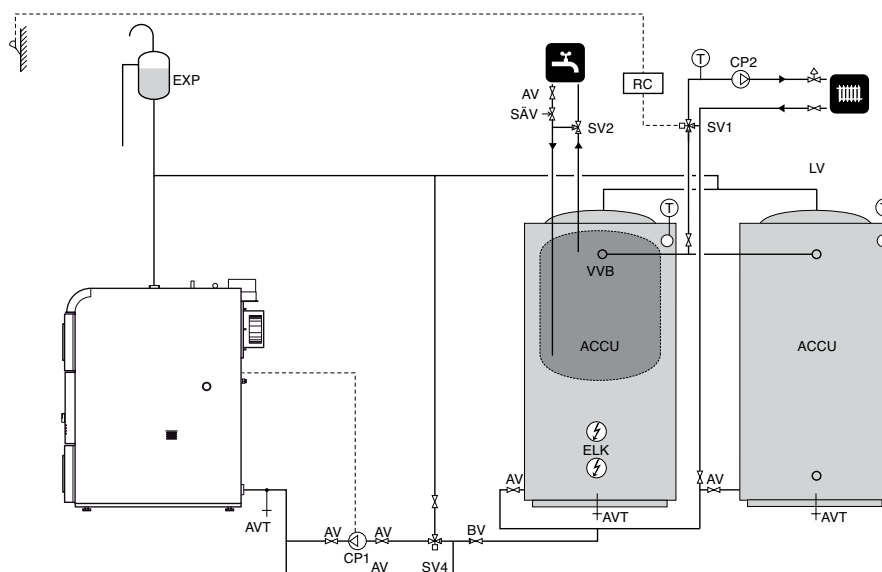 EXP
AV
SÄV
SV2
RC
T
CP2
SV1
LV
T
T
VVB
ACCU
ACCU
ELK
AV
AV
AVT
AVT
AVT
AV
AV
BV
CP1
AV
SV4